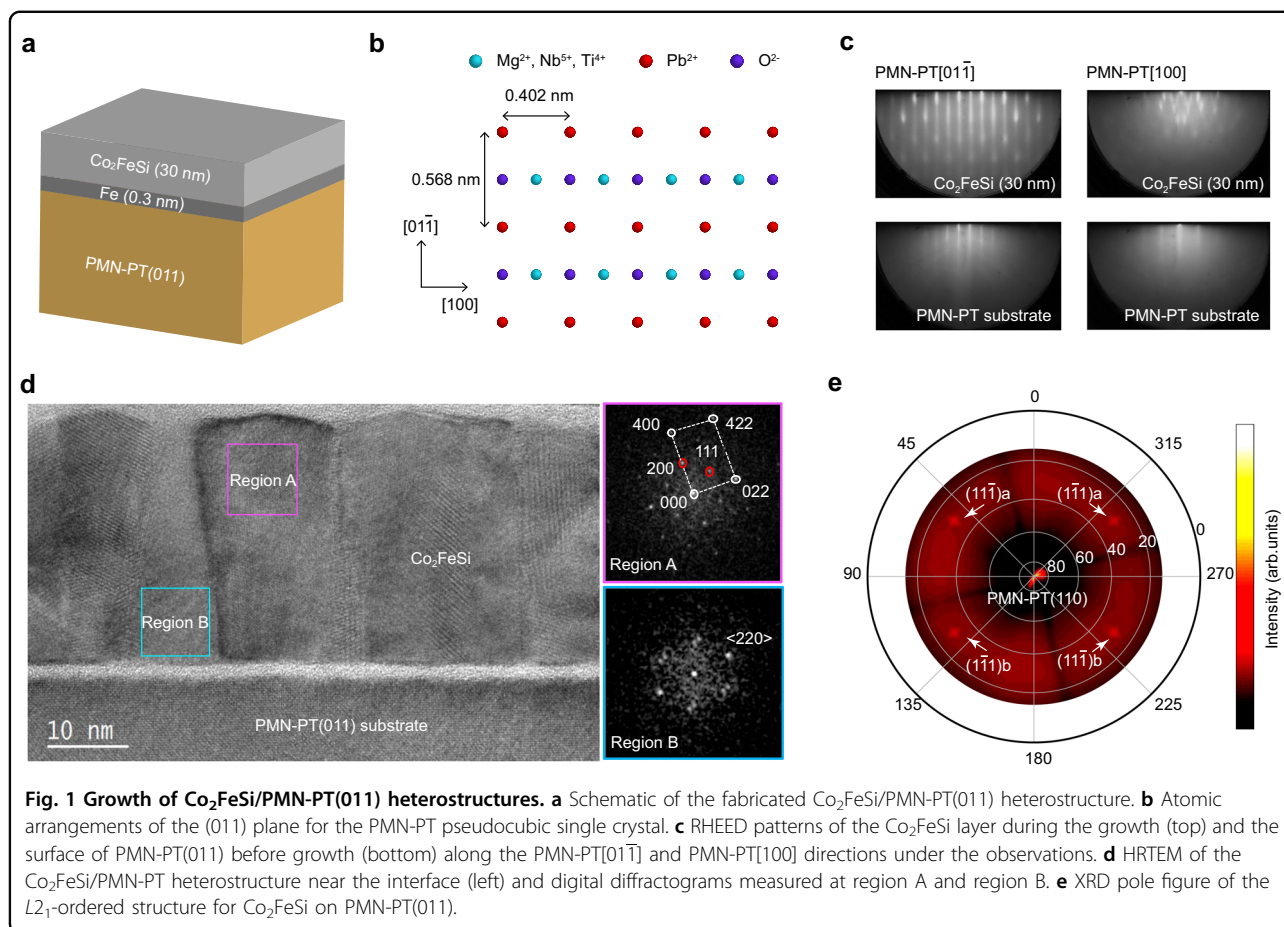 a
Co₂FeSi (30 nm)
Fe (0.3 nm)
PMN-PT(011)
b
Mg²⁺, Nb⁵⁺, Ti⁴⁺
Pb²⁺
O²⁻
0.402 nm
0.568 nm
[011̅]
[100]
c
PMN-PT[011̅]
PMN-PT[100]
Co₂FeSi (30 nm)
Co₂FeSi (30 nm)
PMN-PT substrate
PMN-PT substrate
d
Region A
Region B
Co₂FeSi
PMN-PT(011) substrate
10 nm
400
422
200
111
000
022
Region A
<220>
Region B
e
0
45
315
(11̅1̅)a
(11̅1)a
0
20
40
60
80
90
270
PMN-PT(110)
(11̅1)b
(111̅)b
135
225
180
Intensity (arb.units)
Fig. 1 Growth of Co₂FeSi/PMN-PT(011) heterostructures. a Schematic of the fabricated Co₂FeSi/PMN-PT(011) heterostructure. b Atomic
arrangements of the (011) plane for the PMN-PT pseudocubic single crystal. c RHEED patterns of the Co₂FeSi layer during the growth (top) and the
surface of PMN-PT(011) before growth (bottom) along the PMN-PT[011̅] and PMN-PT[100] directions under the observations. d HRTEM of the
Co₂FeSi/PMN-PT heterostructure near the interface (left) and digital diffractograms measured at region A and region B. e XRD pole figure of the
L2₁-ordered structure for Co₂FeSi on PMN-PT(011).